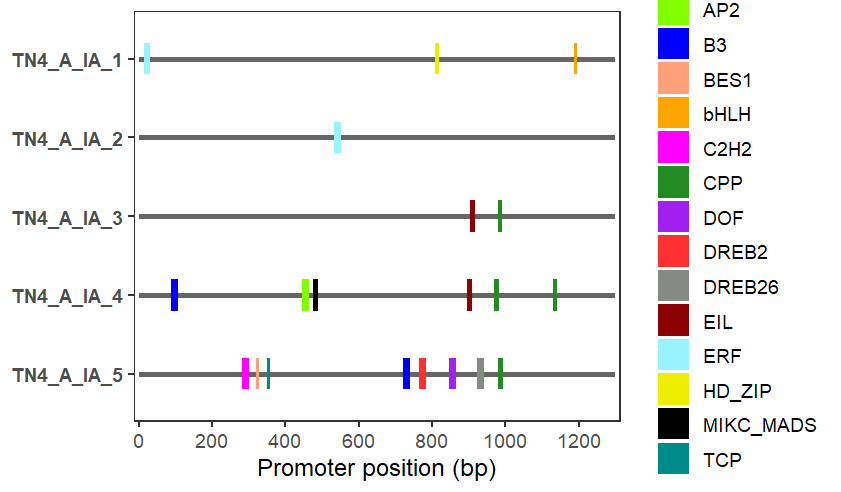 TN4_A_IA_1
TN4_A_IA_2
TN4_A_IA_3
TN4_A_IA_4
TN4_A_IA_5
0 200 400 600 800 1000 1200
Promoter position (bp)
AP2
B3
BES1
bHLH
C2H2
CPP
DOF
DREB2
DREB26
EIL
ERF
HD_ZIP
MIKC_MADS
TCP